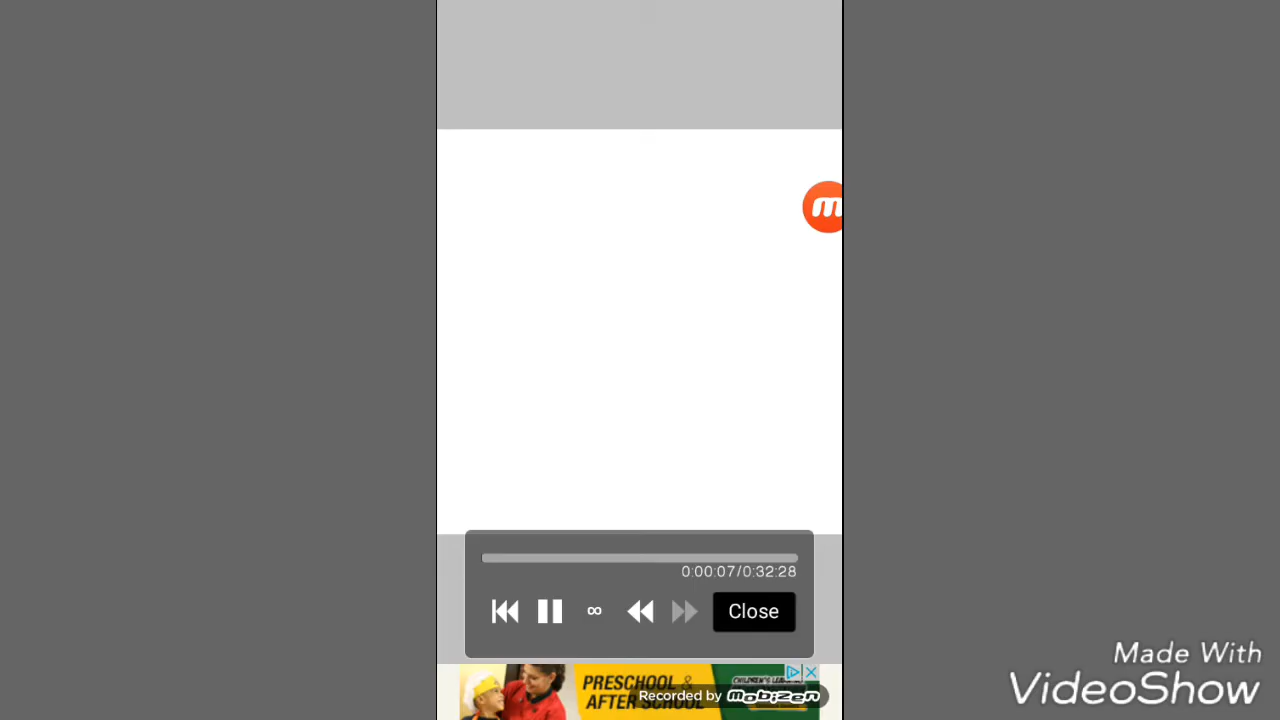 m
0:00:07/0:32:28
∞
Close
PRESCHOOL &
AFTER SCHOOL
Recorded by mobizen
Made With
VideoShow